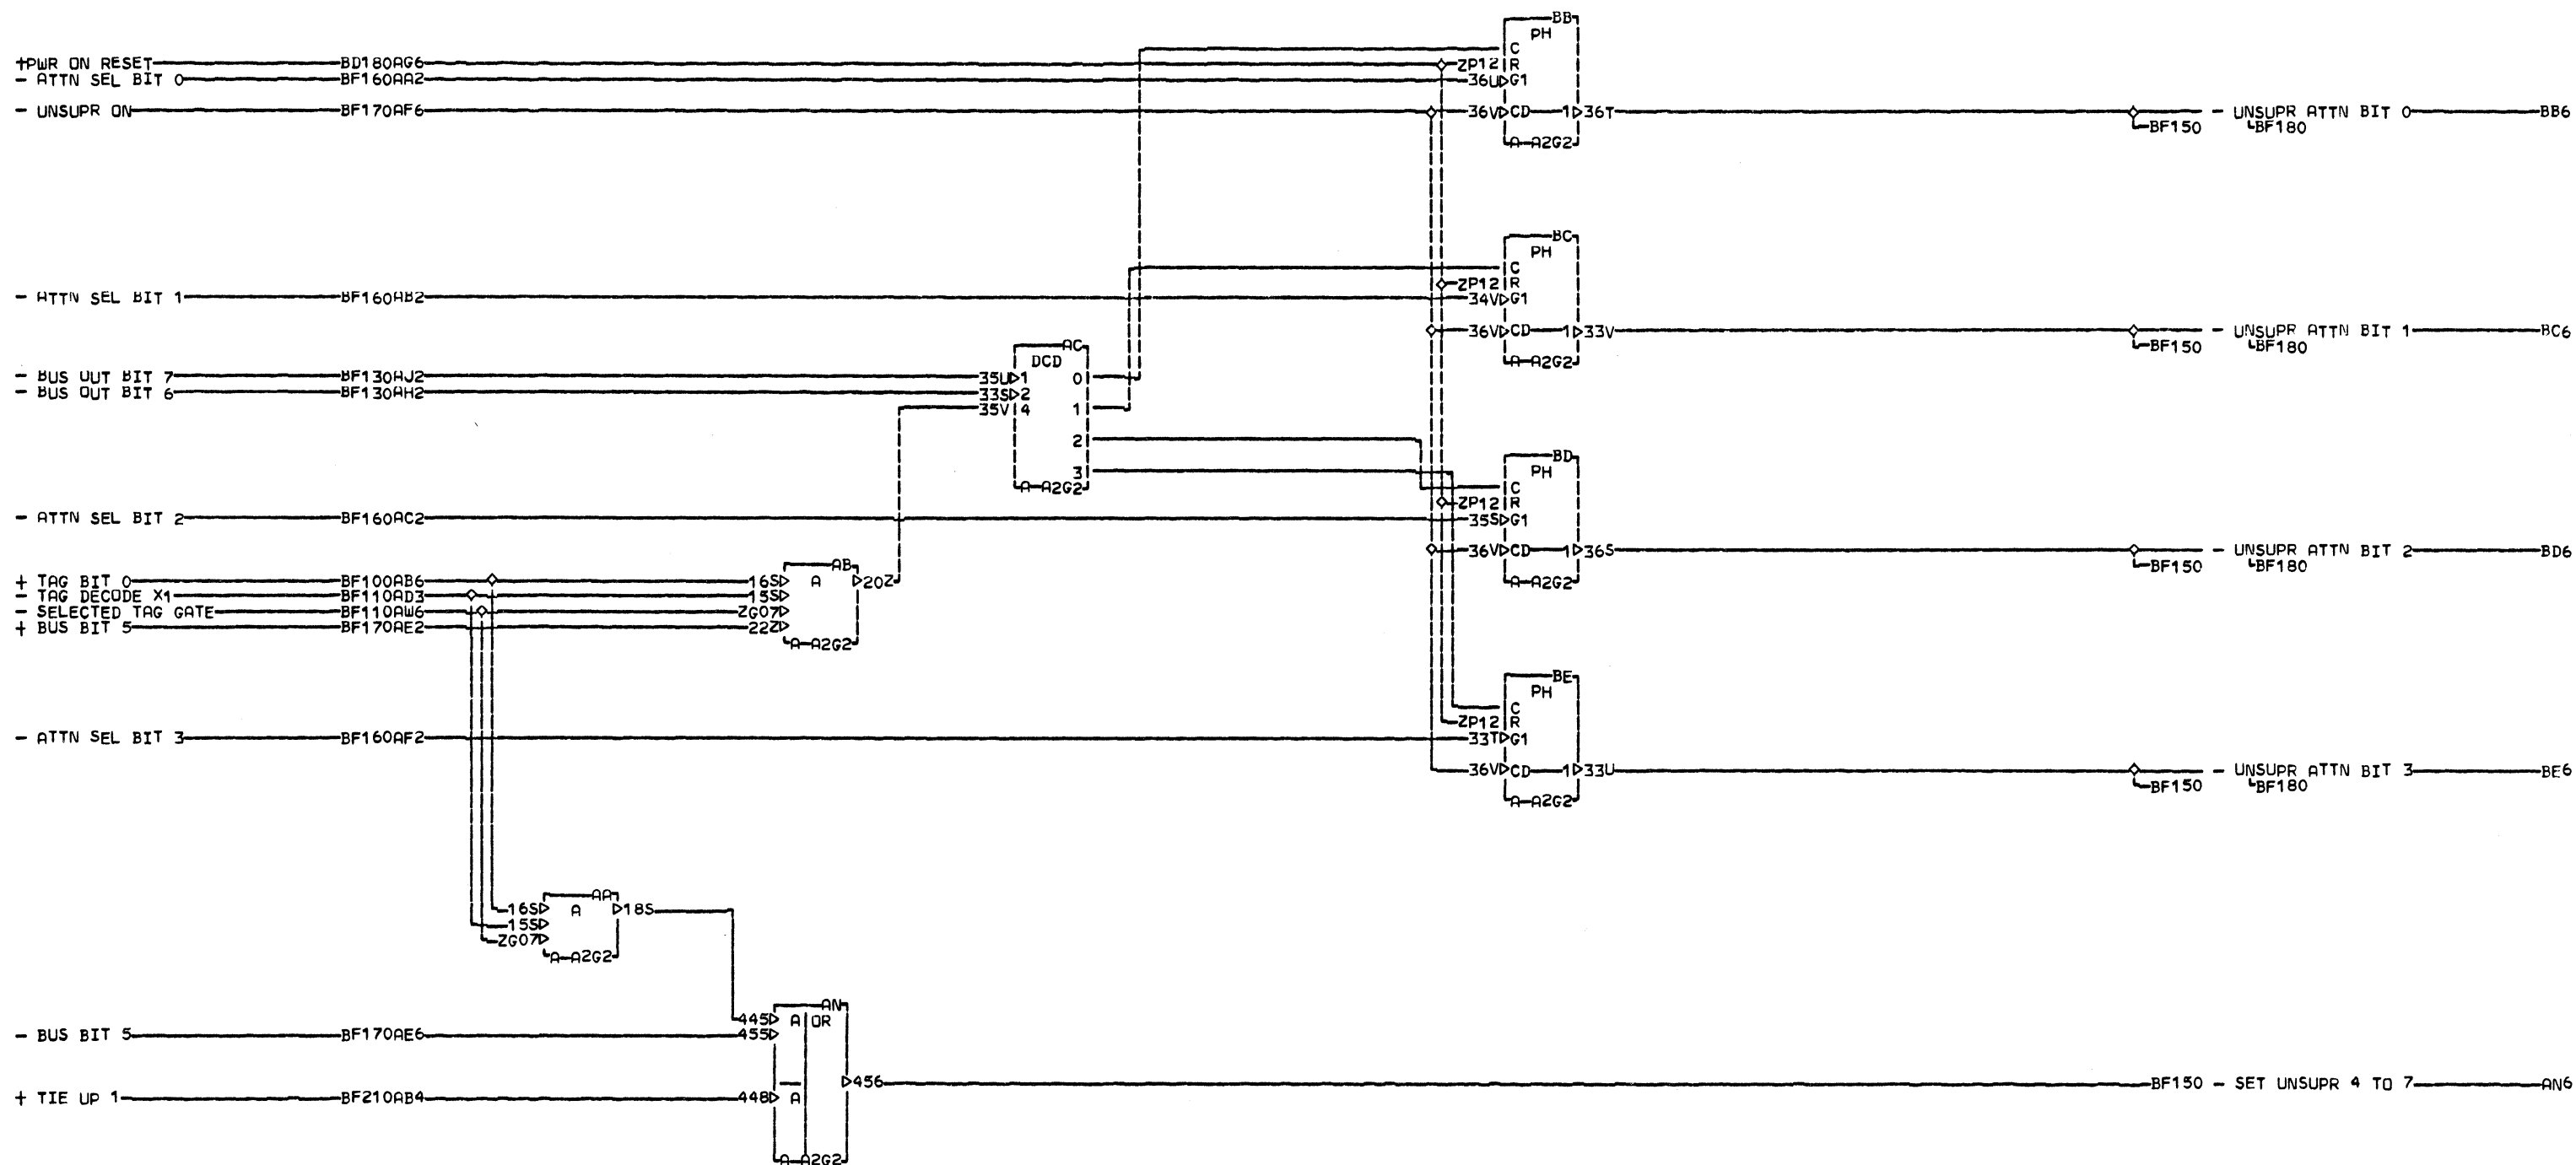 BB
PH
C
+PWR ON RESET BD180AG6 ZP12 R
- ATTN SEL BIT 0 BF160AA2 36U G1
- UNSUPR ON BF170AF6 36V CD 1 36T - UNSUPR ATTN BIT 0 BB6
BF150 BF180
A-A2G2
BC
PH
C
ZP12 R
- ATTN SEL BIT 1 BF160AB2 34V G1
36V CD 1 33V - UNSUPR ATTN BIT 1 BC6
BF150 BF180
AC
DCD A-A2G2
- BUS OUT BIT 7 BF130AJ2 35U 1 0
- BUS OUT BIT 6 BF130AH2 33S 2
35V 4 1
2
BD
3 PH
A-A2G2 C
ZP12 R
- ATTN SEL BIT 2 BF160AC2 35S G1
36V CD 1 36S - UNSUPR ATTN BIT 2 BD6
AB BF150 BF180
+ TAG BIT 0 BF100AB6 16S A 20Z A-A2G2
- TAG DECODE X1 BF110AD3 15S
- SELECTED TAG GATE BF110AW6 ZG07
+ BUS BIT 5 BF170AE2 22Z
A-A2G2
BE
PH
C
ZP12 R
- ATTN SEL BIT 3 BF160AF2 33T G1
36V CD 1 33U - UNSUPR ATTN BIT 3 BE6
BF150 BF180
A-A2G2
AA
16S A 18S
15S
ZG07
A-A2G2
AN
445 A OR
- BUS BIT 5 BF170AE6 455
456 BF150 - SET UNSUPR 4 TO 7 AN6
+ TIE UP 1 BF210AB4 448 A
A-A2G2